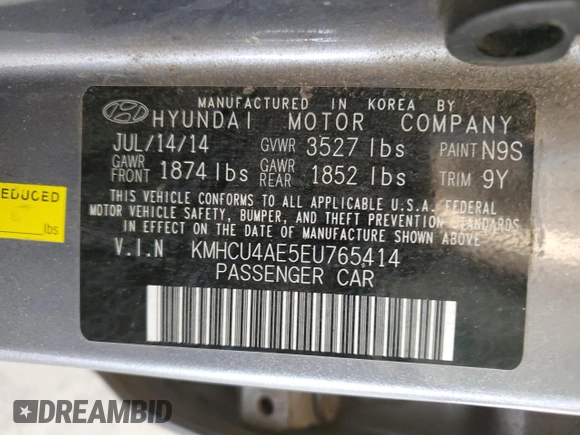 MANUFACTURED IN KOREA BY
HYUNDAI MOTOR COMPANY
JUL/14/14 GVWR 3527 lbs PAINT N9S
GAWR FRONT 1874 lbs GAWR REAR 1852 lbs TRIM 9Y
THIS VEHICLE CONFORMS TO ALL APPLICABLE U.S.A. FEDERAL
MOTOR VEHICLE SAFETY, BUMPER, AND THEFT PREVENTION STANDARDS
IN EFFECT ON THE DATE OF MANUFACTURE SHOWN ABOVE
V.I.N KMHCU4AE5EU765414
PASSENGER CAR
EDUCED
lbs
DREAMBID